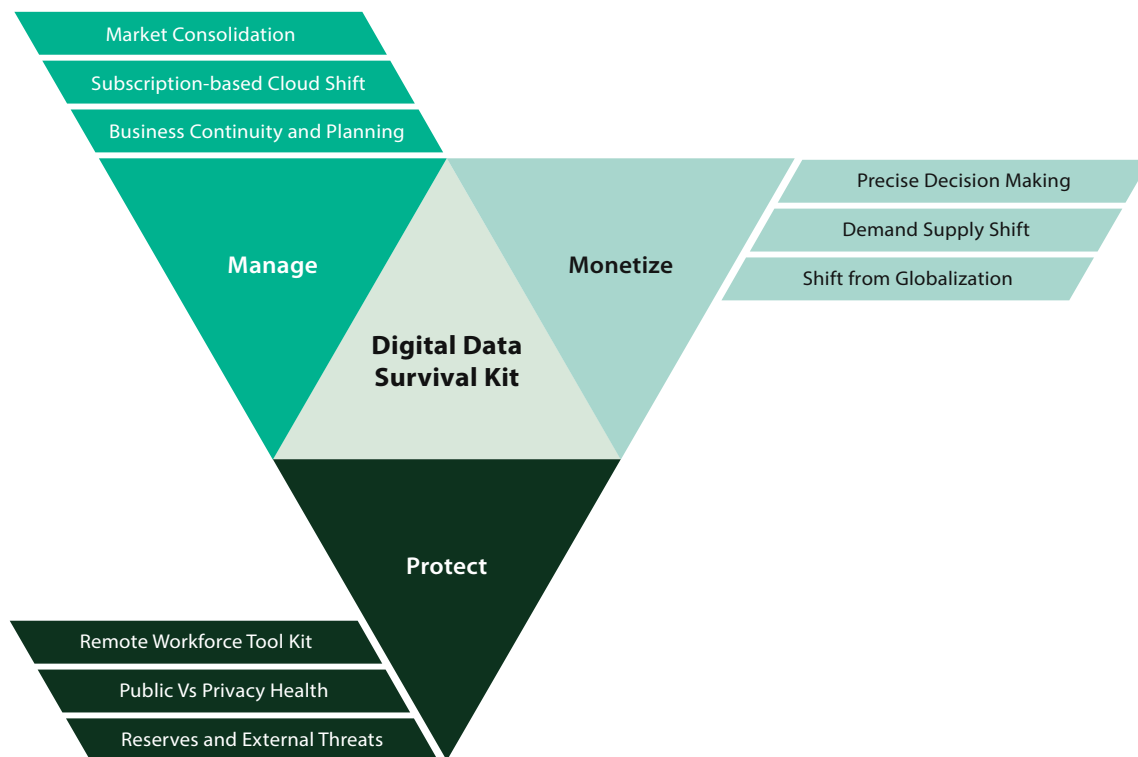 Market Consolidation
Subscription-based Cloud Shift
Business Continuity and Planning
Manage
Monetize
Precise Decision Making
Demand Supply Shift
Shift from Globalization
Digital Data
Survival Kit
Protect
Remote Workforce Tool Kit
Public Vs Privacy Health
Reserves and External Threats